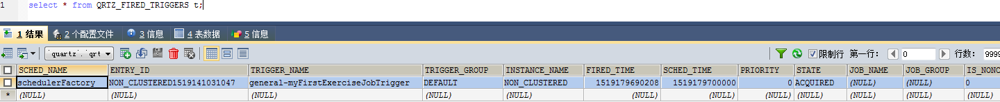 1 select * from QRTZ_FIRED_TRIGGERS t;
1 结果 2 个配置文件 3 信息 4 表数据 5 信息
`quartz`.`qrt 限制行 第一行: 0 行数: 9999
SCHED_NAME ENTRY_ID TRIGGER_NAME TRIGGER_GROUP INSTANCE_NAME FIRED_TIME SCHED_TIME PRIORITY STATE JOB_NAME JOB_GROUP IS_NONC
schedulerFactory NON_CLUSTERED1519141031047 general-myFirstExerciseJobTrigger DEFAULT NON_CLUSTERED 1519179690208 1519179700000 0 ACQUIRED (NULL) (NULL) 0
* (NULL) (NULL) (NULL) (NULL) (NULL) (NULL) (NULL) (NULL) (NULL) (NULL) (NULL) (NULL)